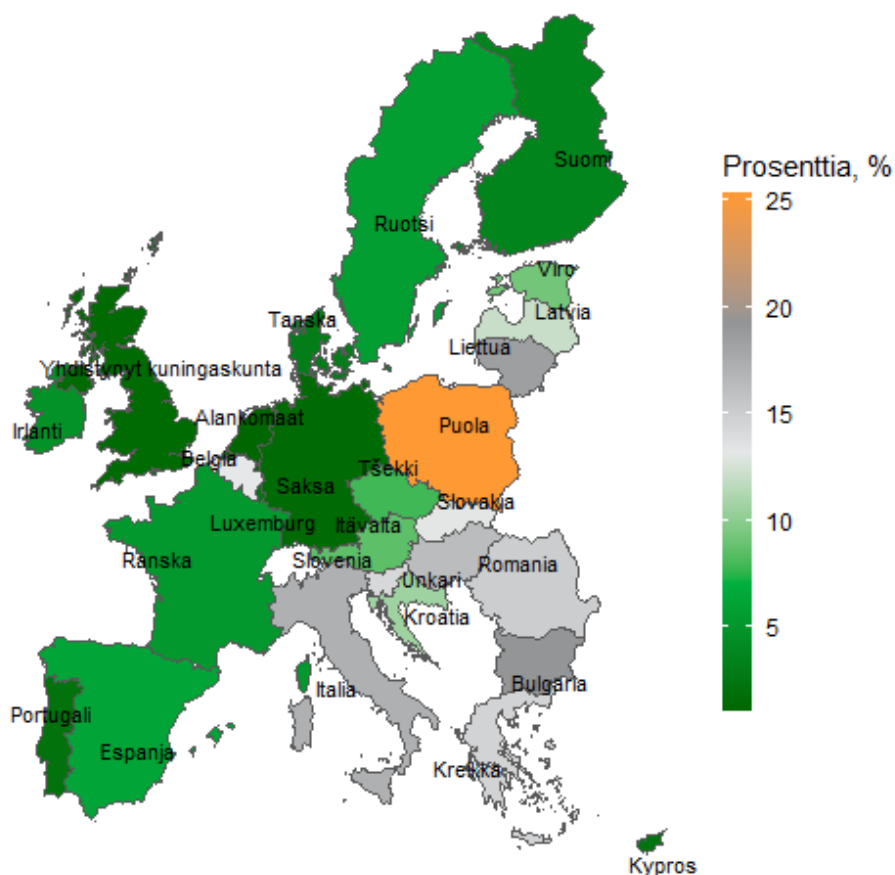 Prosenttia, %
25
20
15
10
5
Suomi
Ruotsi
Viro
Latvia
Tanska
Liettua
Yhdistynyt kuningaskunta
Alankomaat
Puola
Irlanti
Belgia
Tšekki
Saksa
Slovakja
Luxemburg
Itävalta
Ranska
Slovenia
Romania
Unkari
Kroatia
Bulgaria
Italia
Portugali
Espanja
Kreikka
Kypros